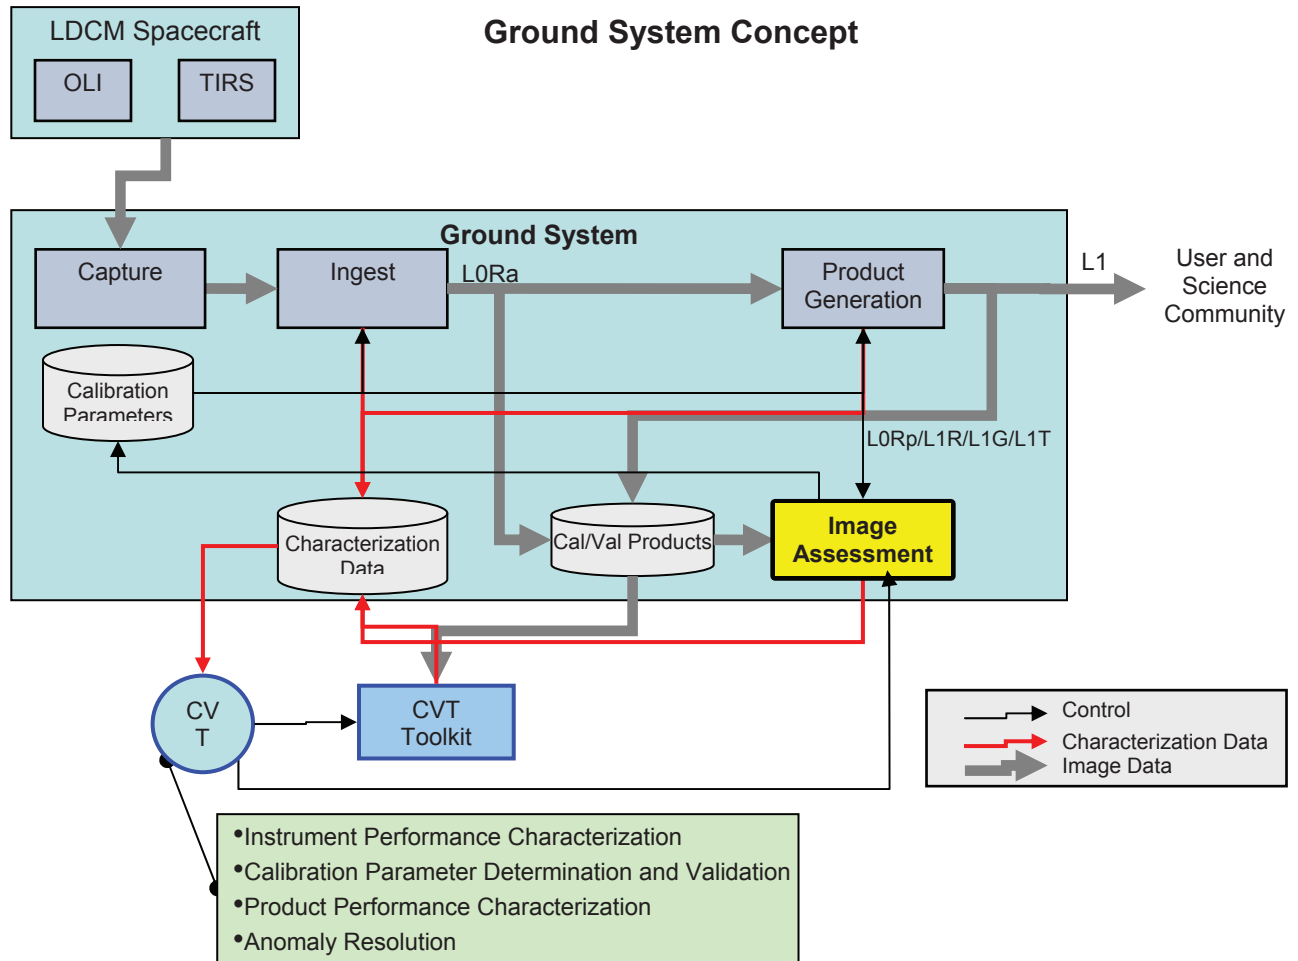 LDCM Spacecraft
OLI
TIRS
Ground System Concept
Ground System
Capture
Ingest
L0Ra
Product
Generation
L1
User and
Science
Community
Calibration
Parameters
L0Rp/L1R/L1G/L1T
Characterization
Data
Cal/Val Products
Image
Assessment
CV
T
CVT
Toolkit
Control
Characterization Data
Image Data
•Instrument Performance Characterization
•Calibration Parameter Determination and Validation
•Product Performance Characterization
•Anomaly Resolution